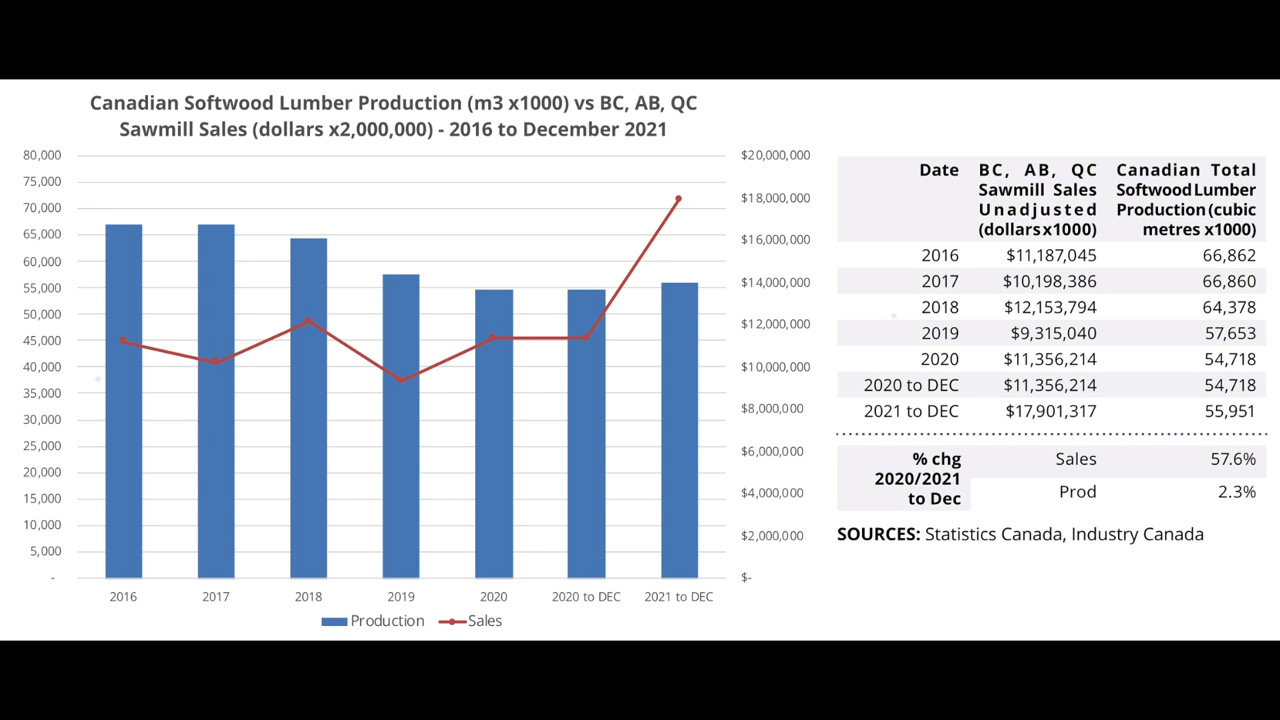 Canadian Softwood Lumber Production (m3 x1000) vs BC, AB, QC
Sawmill Sales (dollars x2,000,000) - 2016 to December 2021
80,000
75,000
70,000
65,000
60,000
55,000
50,000
45,000
40,000
35,000
30,000
25,000
20,000
15,000
10,000
5,000
-
$20,000,000
$18,000,000
$16,000,000
$14,000,000
$12,000,000
$10,000,000
$8,000,000
$6,000,000
$4,000,000
$2,000,000
$-
2016 2017 2018 2019 2020 2020 to DEC 2021 to DEC
Production Sales
Date BC, AB, QC Canadian Total
Sawmill Sales Softwood Lumber
Unadjusted Production (cubic
(dollars x1000) metres x1000)
2016 $11,187,045 66,862
2017 $10,198,386 66,860
2018 $12,153,794 64,378
2019 $9,315,040 57,653
2020 $11,356,214 54,718
2020 to DEC $11,356,214 54,718
2021 to DEC $17,901,317 55,951
% chg Sales 57.6%
2020/2021
to Dec Prod 2.3%
SOURCES: Statistics Canada, Industry Canada